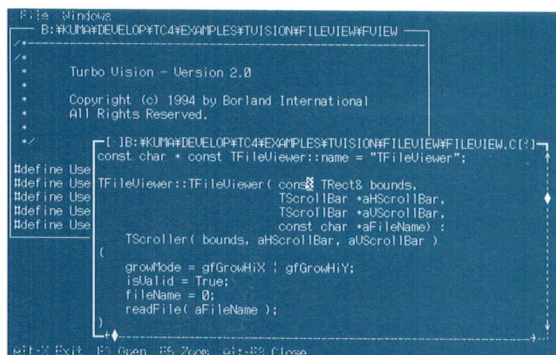 File Windows
B:¥KUMA¥DEVELOP¥TC4¥EXAMPLES¥TVISION¥FILEVIEW¥FVIEW
/*
/*
* Turbo Vision - Version 2.0
*
* Copyright (c) 1994 by Borland International
* All Rights Reserved.
*
*/
#define Use
#define Use
#define Use
#define Use
[·]B:¥KUMA¥DEVELOP¥TC4¥EXAMPLES¥TVISION¥FILEVIEW¥FILEVIEW.C[↕]
const char * const TFileViewer::name = "TFileViewer";
TFileViewer::TFileViewer( const TRect& bounds,
TScrollBar *aHScrollBar,
TScrollBar *aVScrollBar,
const char *aFileName) :
TScroller( bounds, aHScrollBar, aVScrollBar )
{
growMode = gfGrowHiX | gfGrowHiY;
isValid = True;
fileName = 0;
readFile( aFileName );
}
Alt-X Exit F3 Open F5 Zoom Alt-F3 Close